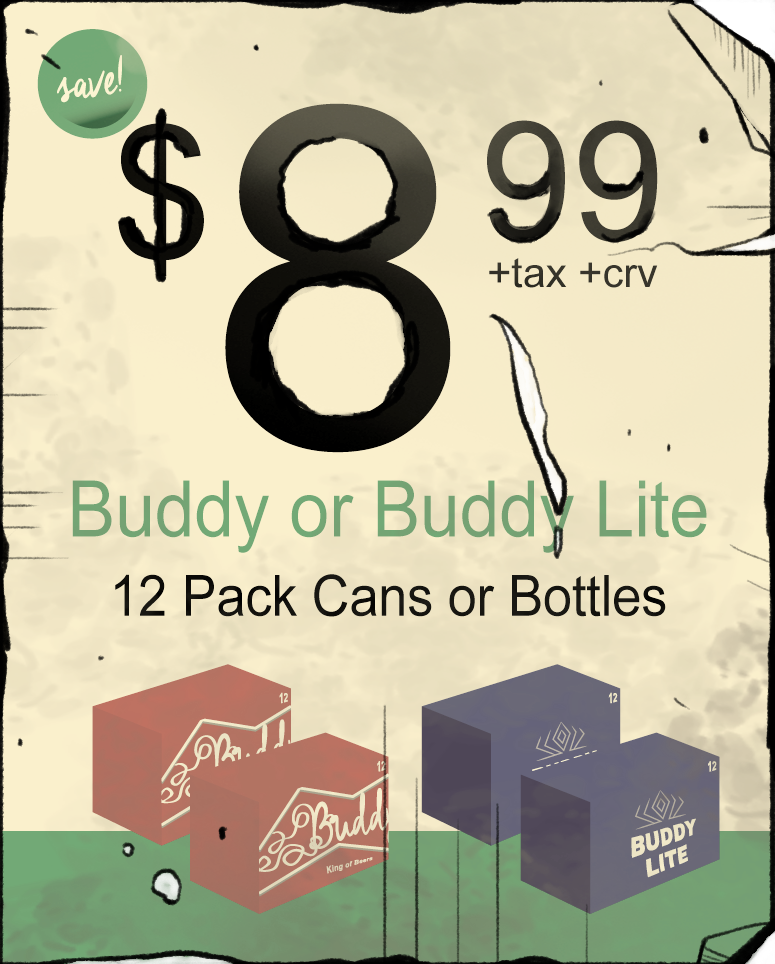 save!
$8 99
+tax +crv
Buddy or Buddy Lite
12 Pack Cans or Bottles
12
12
12
Budd
12
Budd
King of Bears
BUDDY
LITE